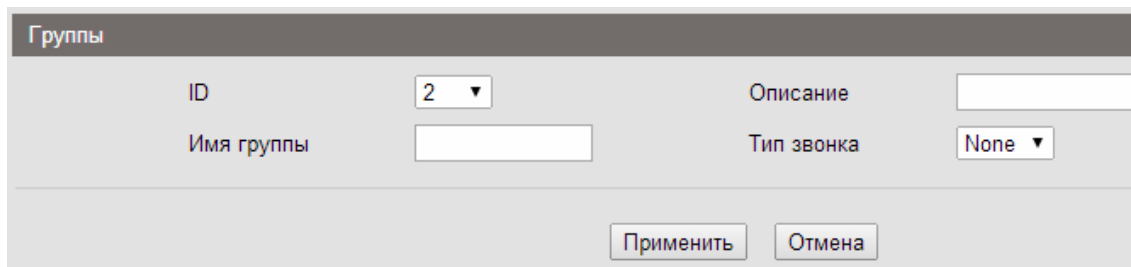 Группы
ID 2 Описание
Имя группы Тип звонка None
Применить Отмена